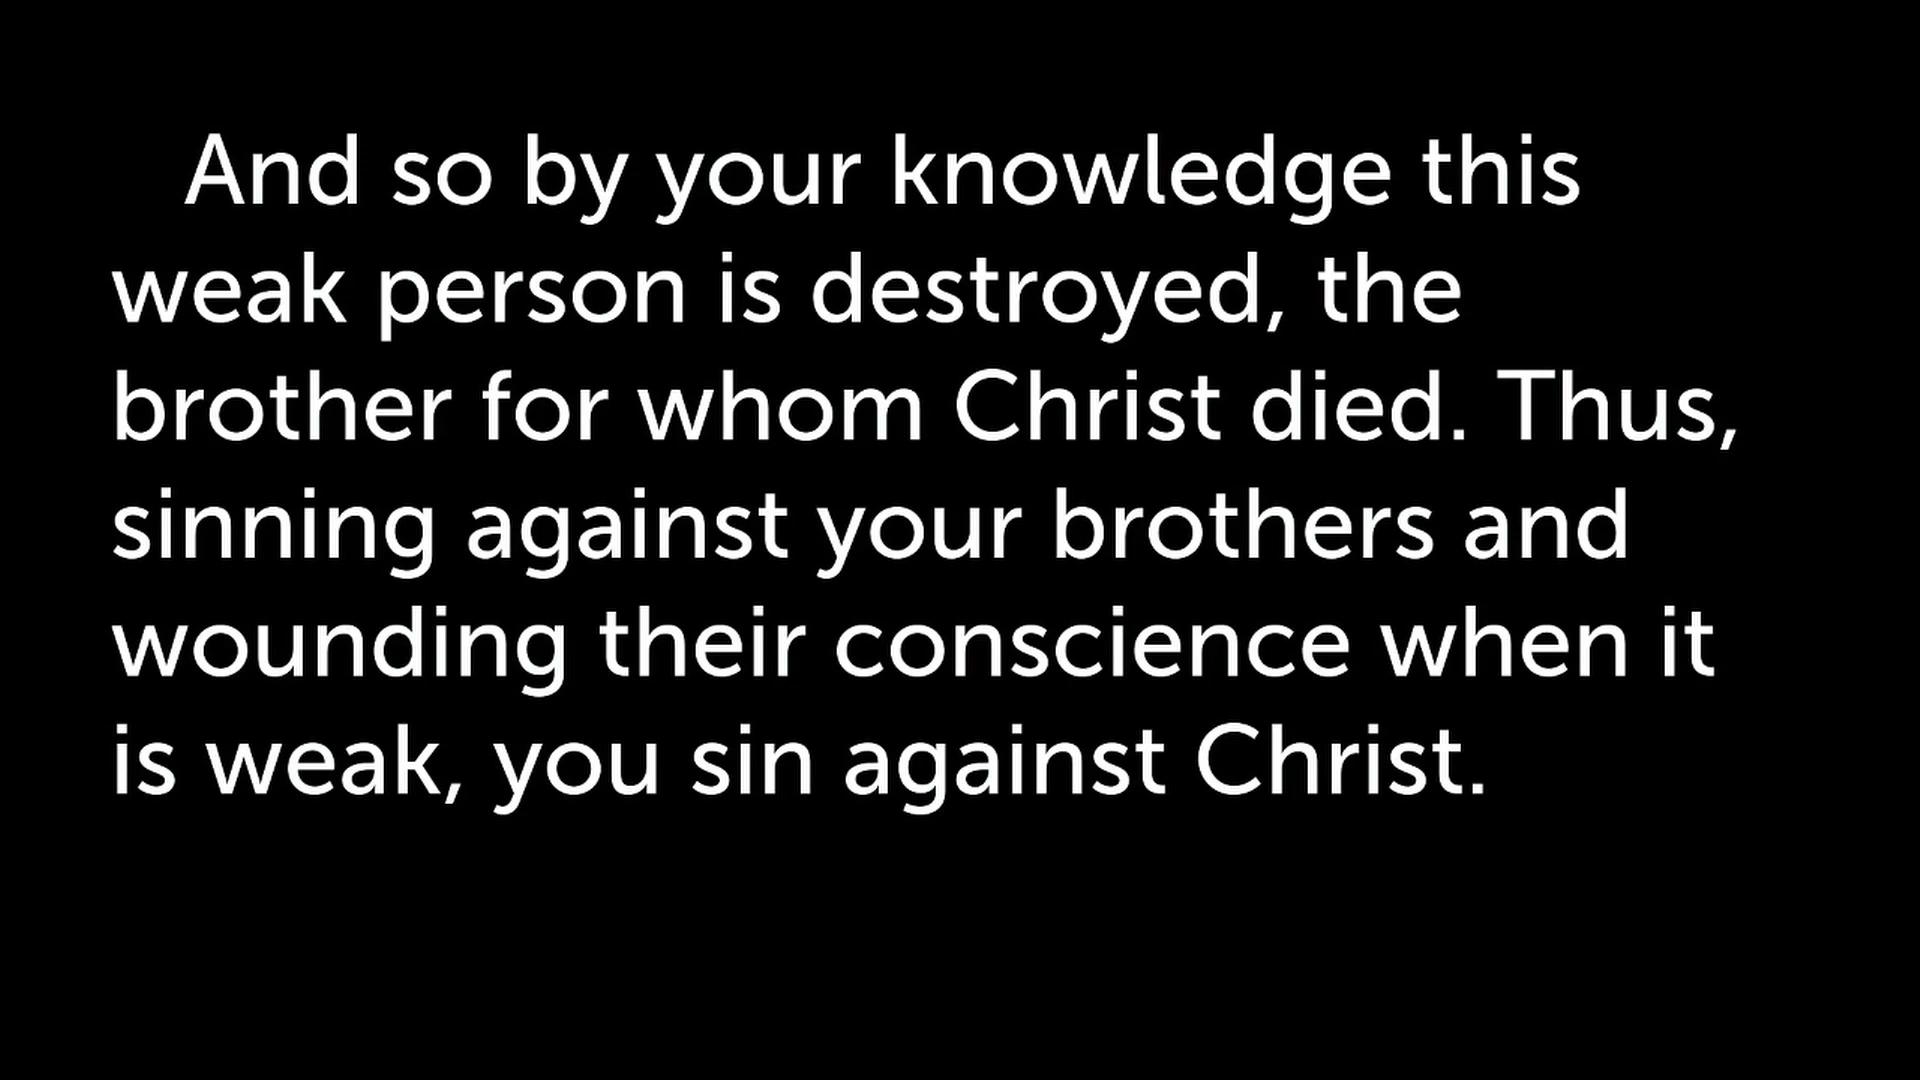 And so by your knowledge this
weak person is destroyed, the
brother for whom Christ died. Thus,
sinning against your brothers and
wounding their conscience when it
is weak, you sin against Christ.